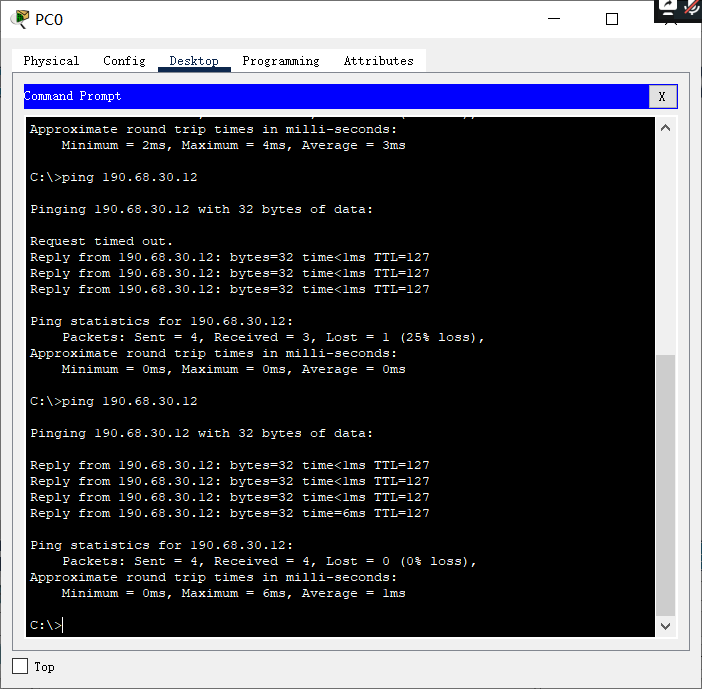 PC0
Physical Config Desktop Programming Attributes
Command Prompt X
Approximate round trip times in milli-seconds:
    Minimum = 2ms, Maximum = 4ms, Average = 3ms
C:\>ping 190.68.30.12
Pinging 190.68.30.12 with 32 bytes of data:
Request timed out.
Reply from 190.68.30.12: bytes=32 time<1ms TTL=127
Reply from 190.68.30.12: bytes=32 time<1ms TTL=127
Reply from 190.68.30.12: bytes=32 time<1ms TTL=127
Ping statistics for 190.68.30.12:
    Packets: Sent = 4, Received = 3, Lost = 1 (25% loss),
Approximate round trip times in milli-seconds:
    Minimum = 0ms, Maximum = 0ms, Average = 0ms
C:\>ping 190.68.30.12
Pinging 190.68.30.12 with 32 bytes of data:
Reply from 190.68.30.12: bytes=32 time<1ms TTL=127
Reply from 190.68.30.12: bytes=32 time<1ms TTL=127
Reply from 190.68.30.12: bytes=32 time<1ms TTL=127
Reply from 190.68.30.12: bytes=32 time=6ms TTL=127
Ping statistics for 190.68.30.12:
    Packets: Sent = 4, Received = 4, Lost = 0 (0% loss),
Approximate round trip times in milli-seconds:
    Minimum = 0ms, Maximum = 6ms, Average = 1ms
C:\>
Top